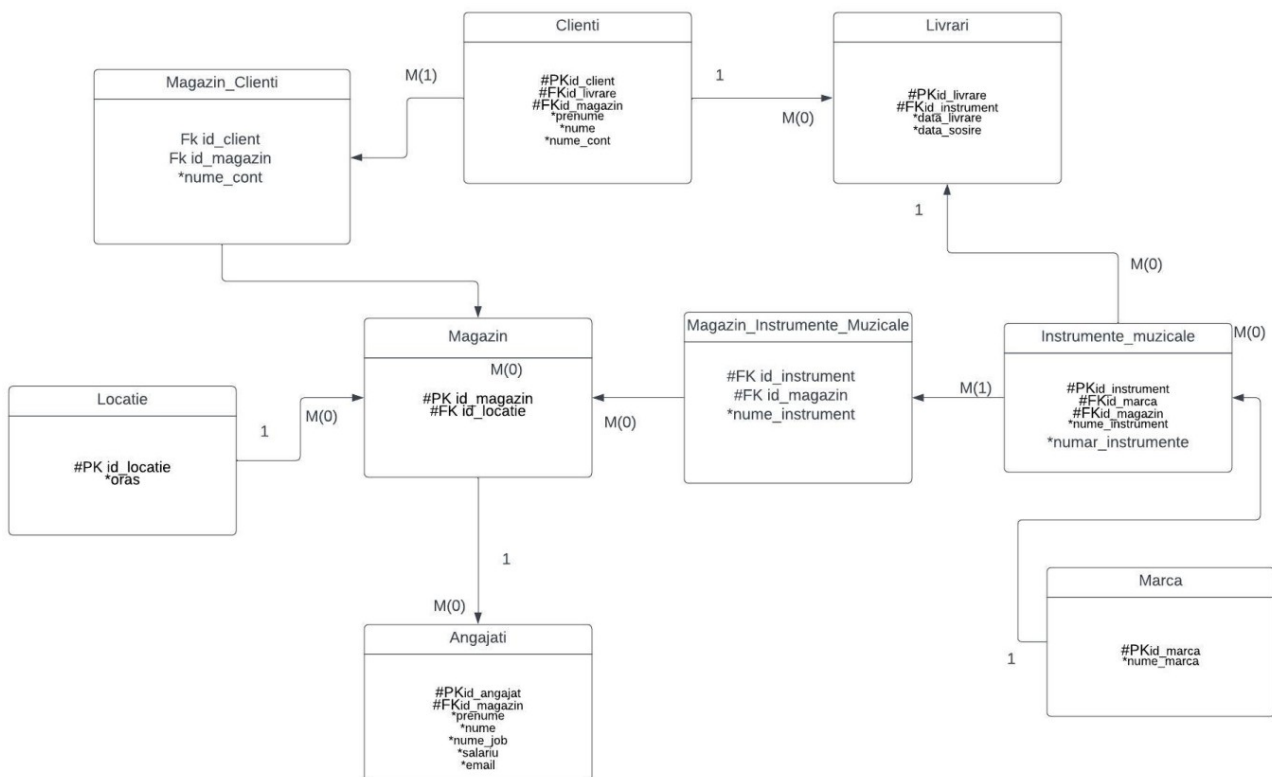 Clienti
#PKid_client
#FKid_livrare
#FKid_magazin
*prenume
*nume
*nume_cont
Livrari
#PKid_livrare
#FKid_instrument
*data_livrare
*data_sosire
Magazin_Clienti
Fk id_client
Fk id_magazin
*nume_cont
M(1)
1
M(0)
1
M(0)
Magazin
M(0)
#PK id_magazin
#FK id_locatie
Magazin_Instrumente_Muzicale
#FK id_instrument
#FK id_magazin
*nume_instrument
Instrumente_muzicale
#PKid_instrument
#FKid_marca
#FKid_magazin
*nume_instrument
*numar_instrumente
M(0)
M(1)
M(0)
Locatie
#PK id_locatie
*oras
1
M(0)
1
M(0)
Angajati
#PKid_angajat
#FKid_magazin
*prenume
*nume
*nume_job
*salariu
*email
Marca
#PKid_marca
*nume_marca
1